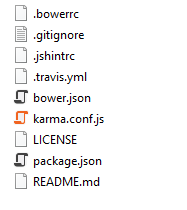 .bowerrc
.gitignore
.jshintrc
.travis.yml
bower.json
karma.conf.js
LICENSE
package.json
README.md